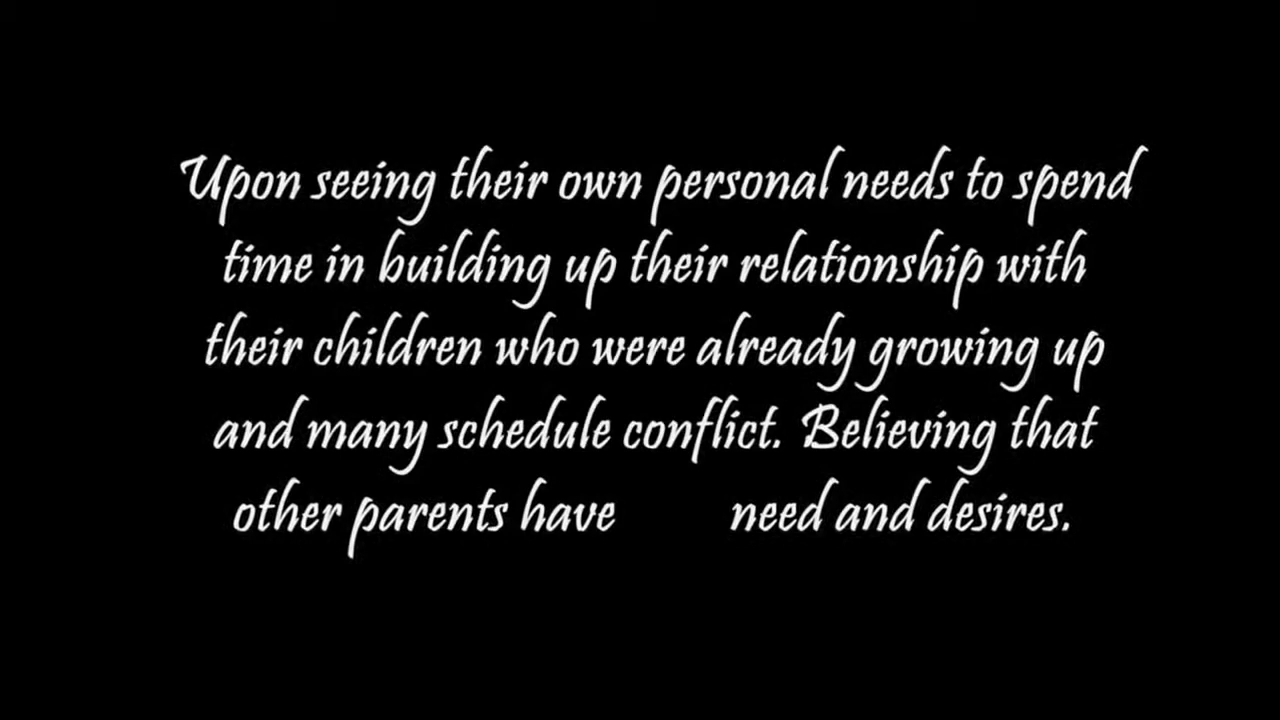 Upon seeing their own personal needs to spend
time in building up their relationship with
their children who were already growing up
and many schedule conflict. Believing that
other parents have need and desires.